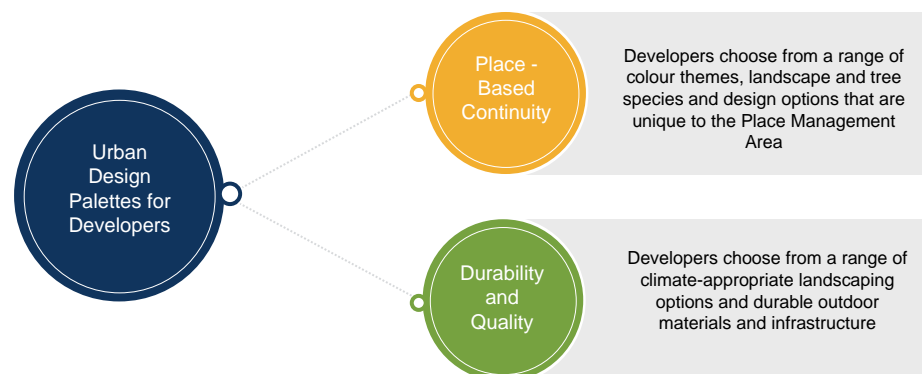 Urban
Design
Palettes for
Developers
Place -
Based
Continuity
Developers choose from a range of
colour themes, landscape and tree
species and design options that are
unique to the Place Management
Area
Durability
and
Quality
Developers choose from a range of
climate-appropriate landscaping
options and durable outdoor
materials and infrastructure